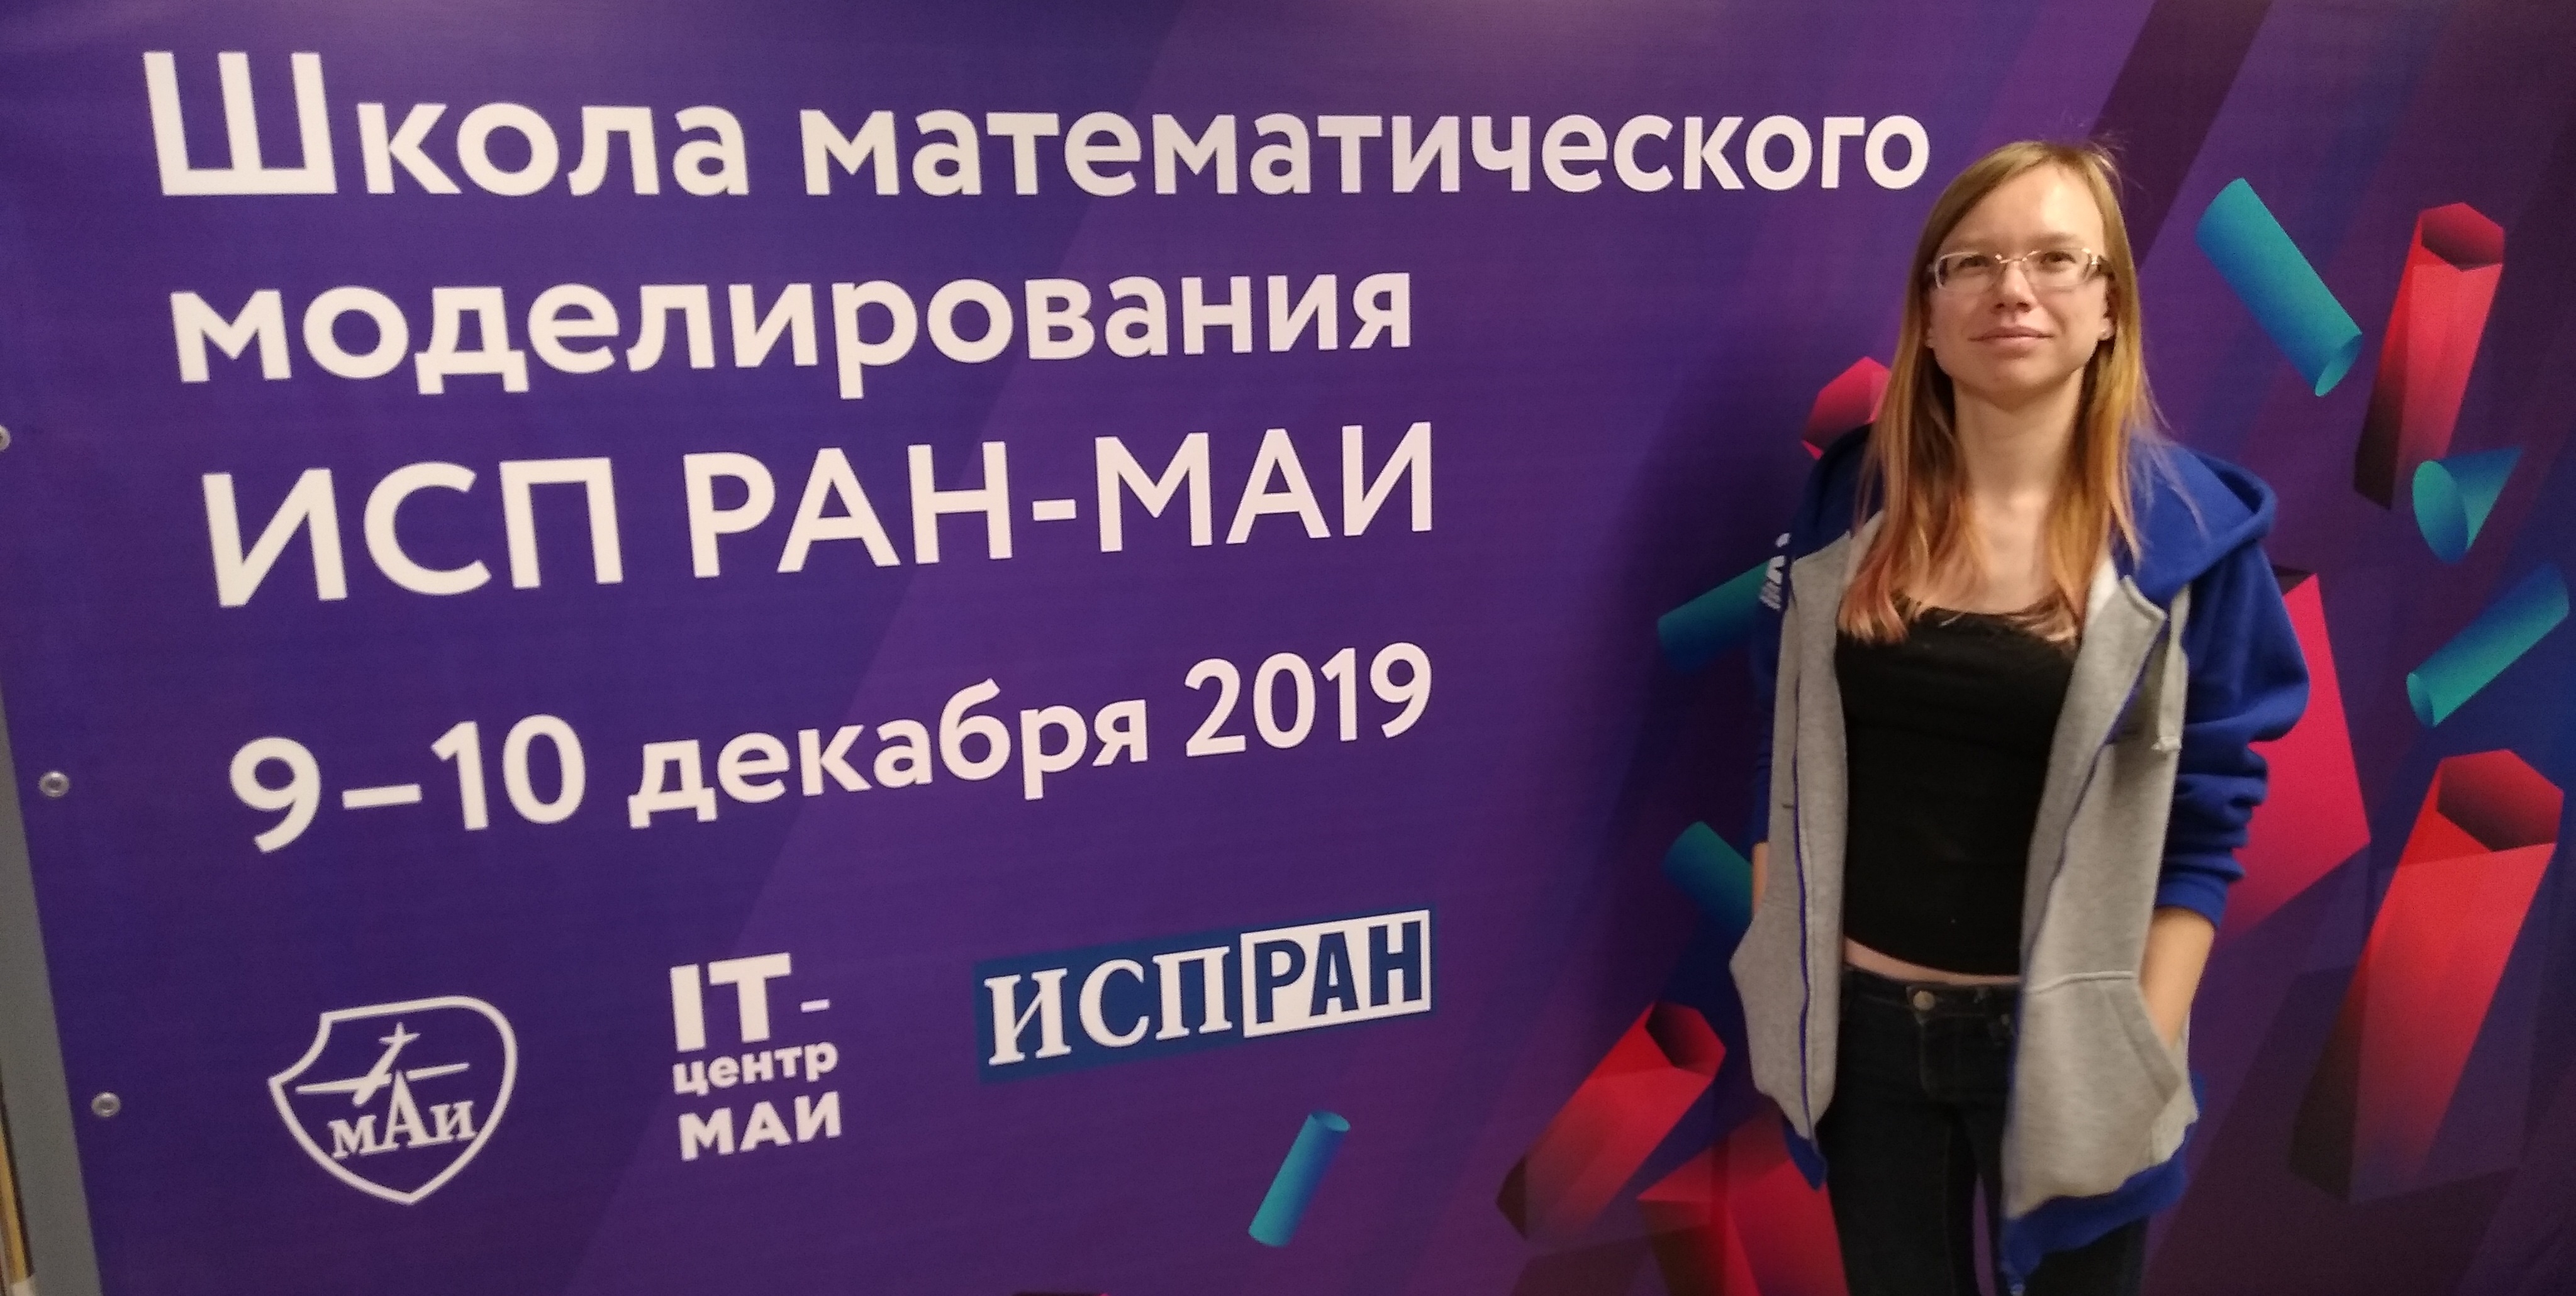 Школа математического
моделирования
ИСП РАН-МАИ
9–10 декабря 2019
МАИ
IT-
центр
МАИ
ИСП РАН